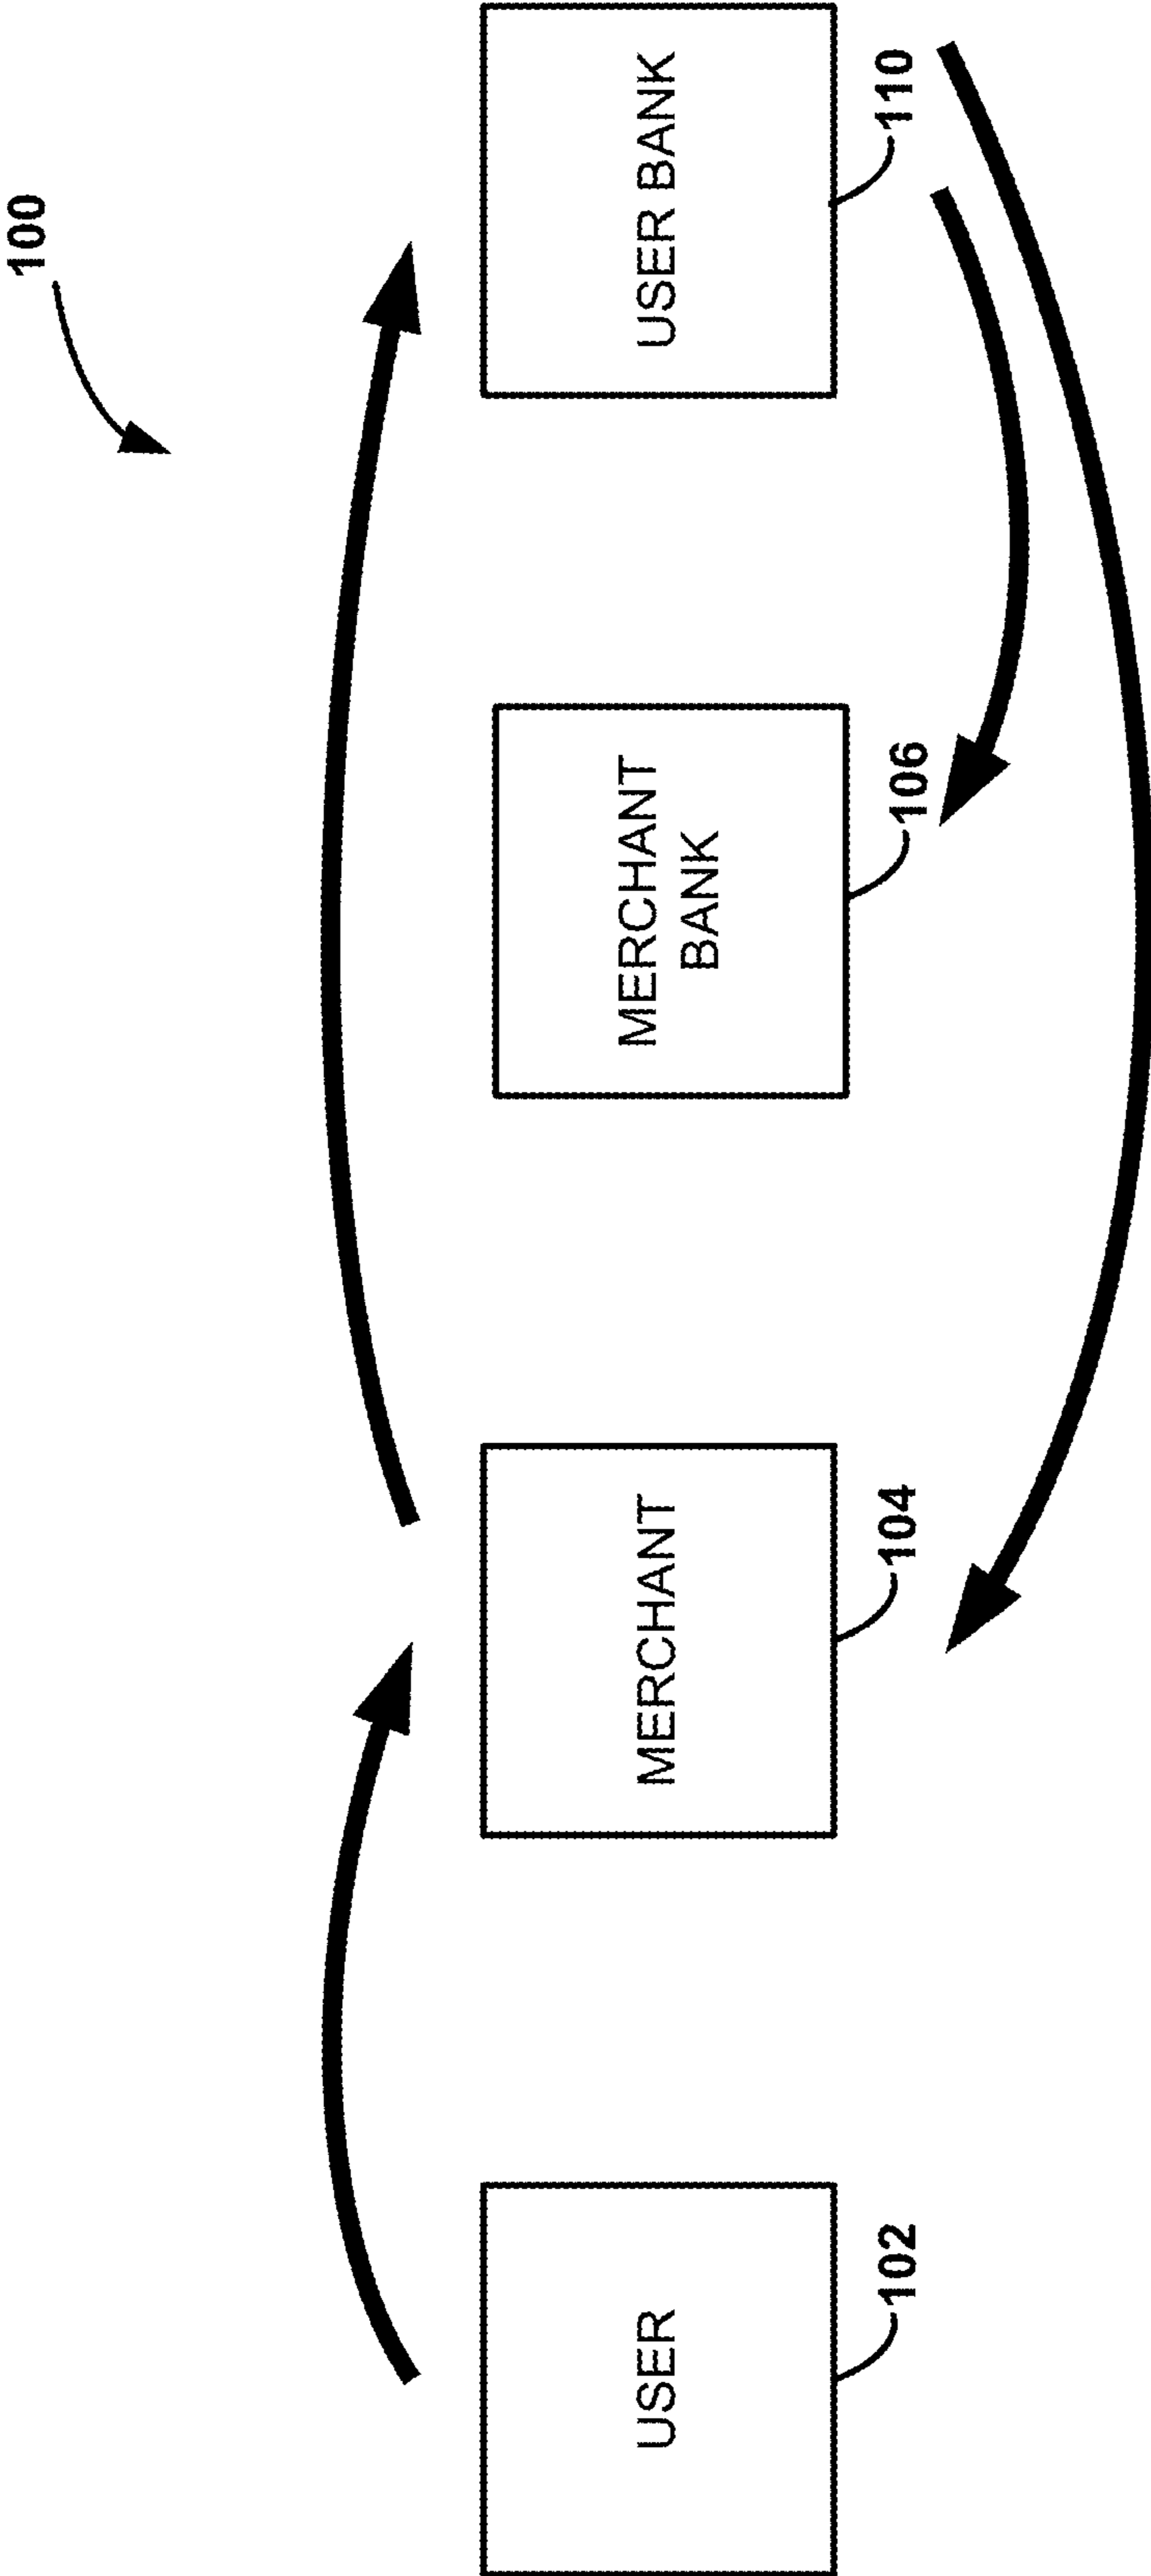 100
USER
102
MERCHANT
104
MERCHANT
BANK
106
USER BANK
110